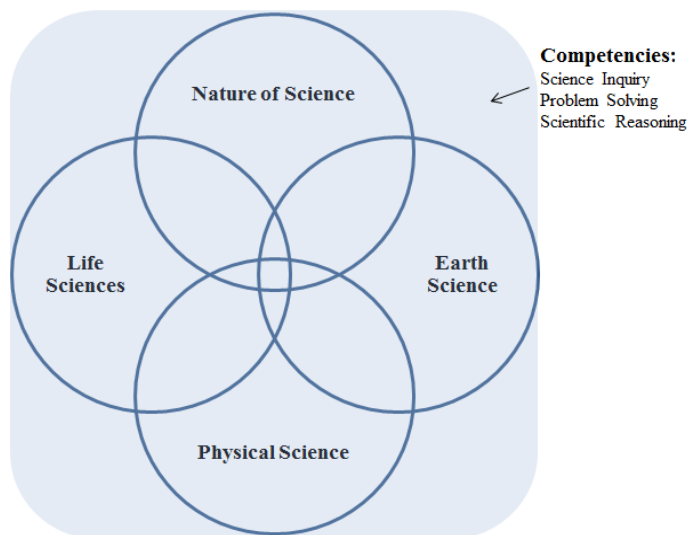 Nature of Science
Competencies:
Science Inquiry
Problem Solving
Scientific Reasoning
Life
Sciences
Earth
Science
Physical Science